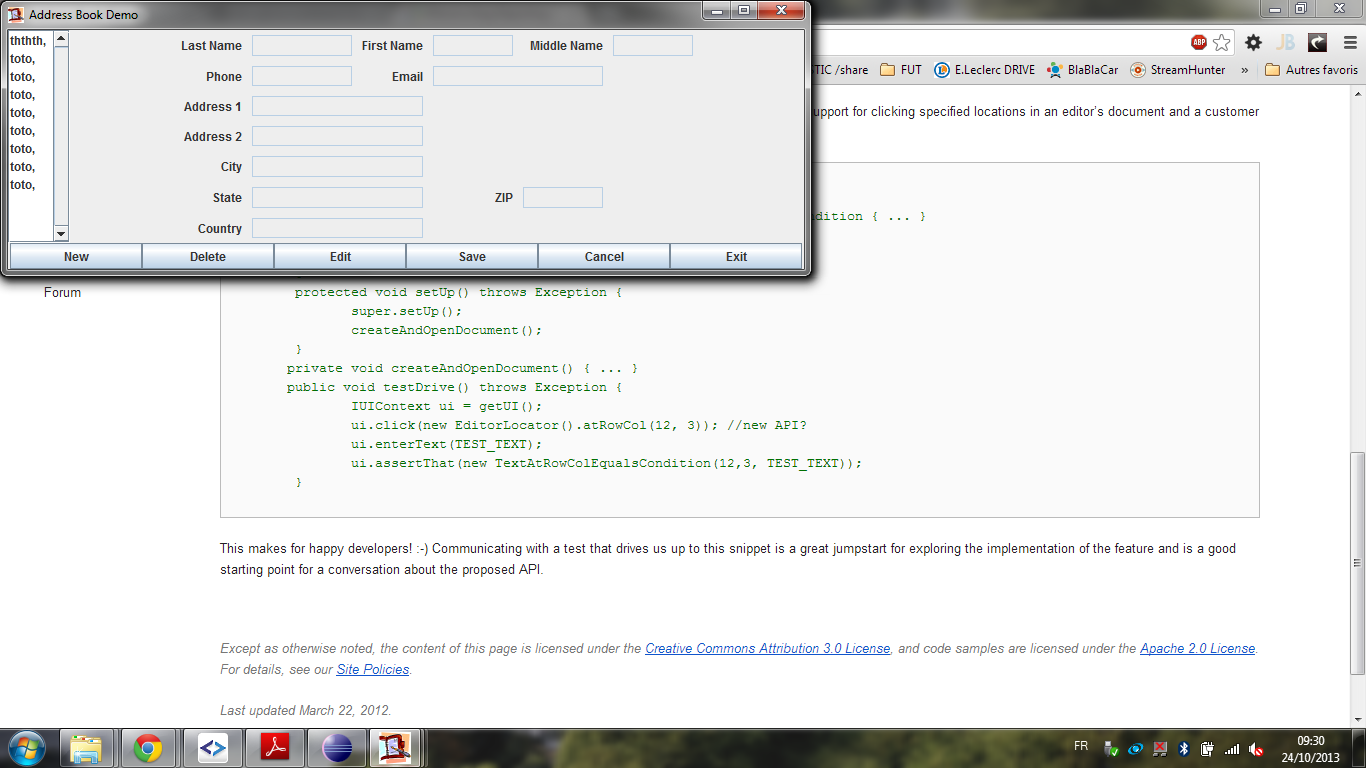 Address Book Demo
ththth,
toto,
toto,
toto,
toto,
toto,
toto,
toto,
toto,
Last Name First Name Middle Name
Phone Email
Address 1
Address 2
City
State ZIP
Country
New Delete Edit Save Cancel Exit
ABP JB
TIC /share FUT E.Leclerc DRIVE BlaBlaCar StreamHunter » Autres favoris
upport for clicking specified locations in an editor's document and a customer
ndition { ... }
Forum
protected void setUp() throws Exception {
super.setUp();
createAndOpenDocument();
}
private void createAndOpenDocument() { ... }
public void testDrive() throws Exception {
IUIContext ui = getUI();
ui.click(new EditorLocator().atRowCol(12, 3)); //new API?
ui.enterText(TEST_TEXT);
ui.assertThat(new TextAtRowColEqualsCondition(12,3, TEST_TEXT));
}
This makes for happy developers! :-) Communicating with a test that drives us up to this snippet is a great jumpstart for exploring the implementation of the feature and is a good
starting point for a conversation about the proposed API.
Except as otherwise noted, the content of this page is licensed under the Creative Commons Attribution 3.0 License, and code samples are licensed under the Apache 2.0 License.
For details, see our Site Policies.
Last updated March 22, 2012.
FR
09:30
24/10/2013